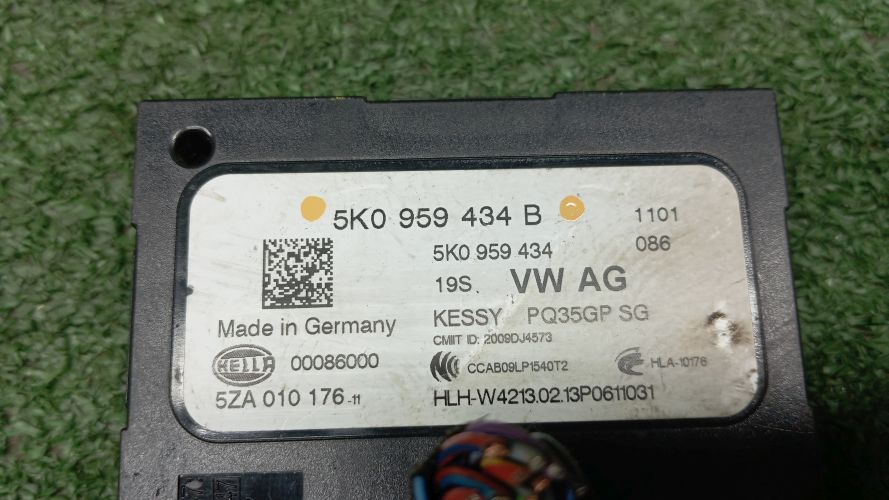 5K0 959 434 B 1101
5K0 959 434 086
19S. VW AG
KESSY PQ35GP SG
Made in Germany
CMIIT ID: 2009DJ4573
HELLA 00086000
CCAB09LP1540T2 HLA-10176
5ZA 010 176-11
HLH-W4213.02.13P0611031